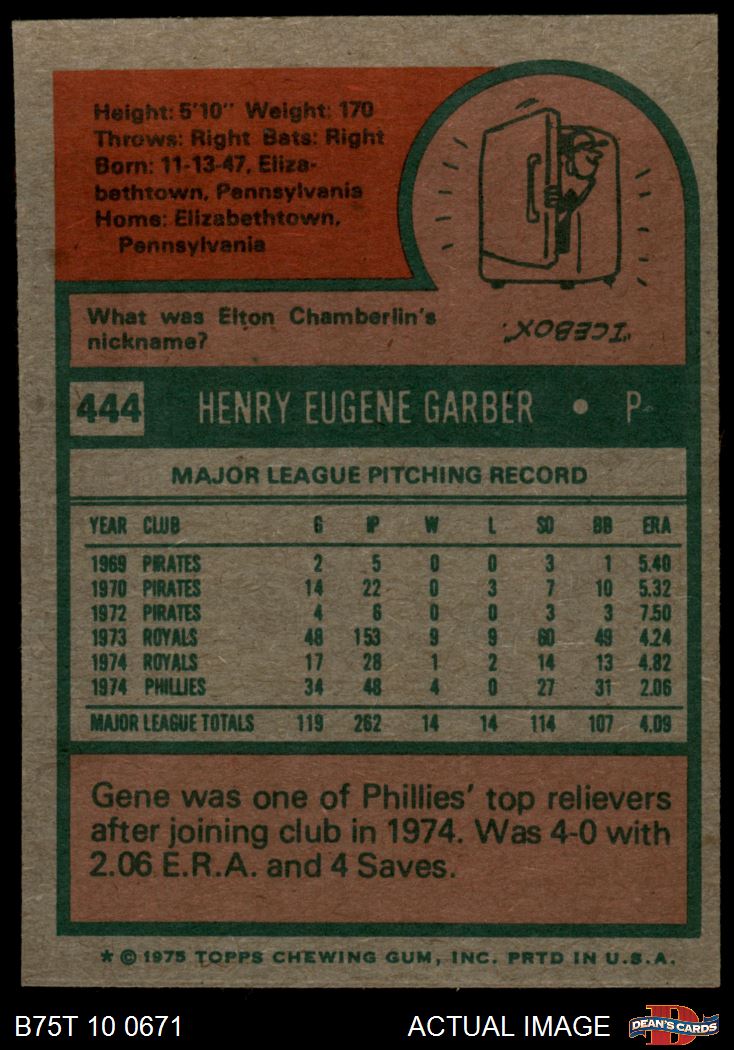 Height: 5'10" Weight: 170
Throws: Right Bats: Right
Born: 11-13-47, Eliza-
bethtown, Pennsylvania
Home: Elizabethtown,
Pennsylvania
What was Elton Chamberlin's
nickname?
"ICEBOX".
444 HENRY EUGENE GARBER • P
MAJOR LEAGUE PITCHING RECORD
YEAR CLUB G IP W L SO BB ERA
1969 PIRATES 2 5 0 0 3 1 5.40
1970 PIRATES 14 22 0 3 7 10 5.32
1972 PIRATES 4 6 0 0 3 3 7.50
1973 ROYALS 48 153 9 9 60 49 4.24
1974 ROYALS 17 28 1 2 14 13 4.82
1974 PHILLIES 34 48 4 0 27 31 2.06
MAJOR LEAGUE TOTALS 119 262 14 14 114 107 4.09
Gene was one of Phillies' top relievers
after joining club in 1974. Was 4-0 with
2.06 E.R.A. and 4 Saves.
* © 1975 TOPPS CHEWING GUM, INC. PRTD IN U.S.A.
B75T 10 0671 ACTUAL IMAGE D DEAN'S CARDS